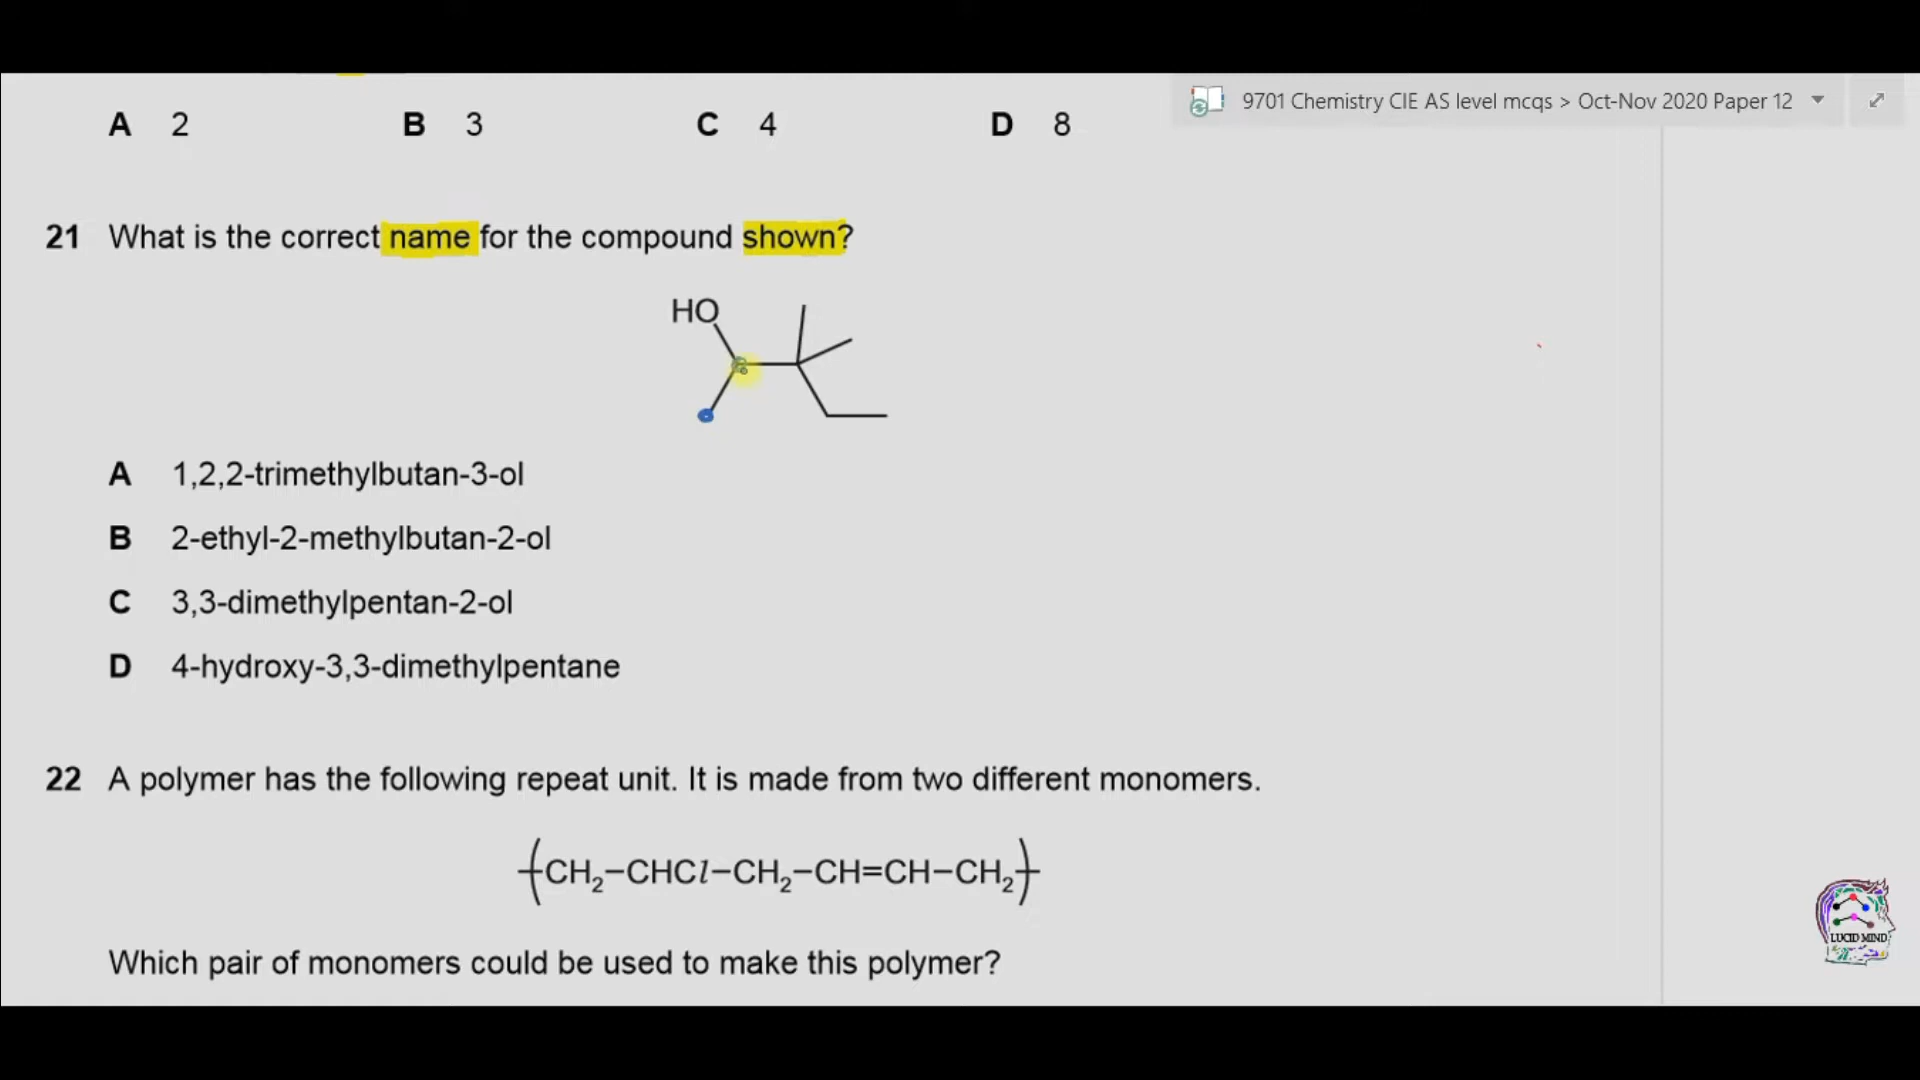 9701 Chemistry CIE AS level mcqs > Oct-Nov 2020 Paper 12
A 2 B 3 C 4 D 8
21 What is the correct name for the compound shown?
HO
A 1,2,2-trimethylbutan-3-ol
B 2-ethyl-2-methylbutan-2-ol
C 3,3-dimethylpentan-2-ol
D 4-hydroxy-3,3-dimethylpentane
22 A polymer has the following repeat unit. It is made from two different monomers.
(CH₂−CHCl−CH₂−CH=CH−CH₂)
Which pair of monomers could be used to make this polymer?
LUCID MIND